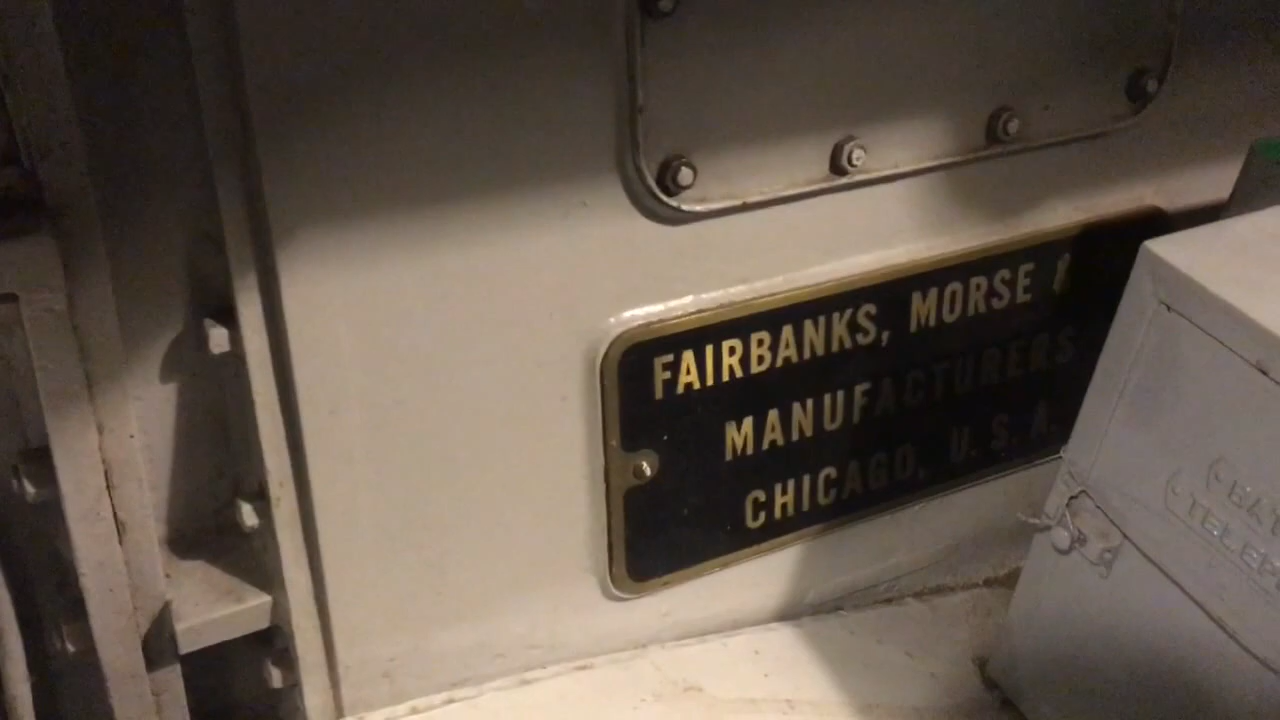 FAIRBANKS, MORSE &
MANUFACTURERS
CHICAGO, U. S. A.